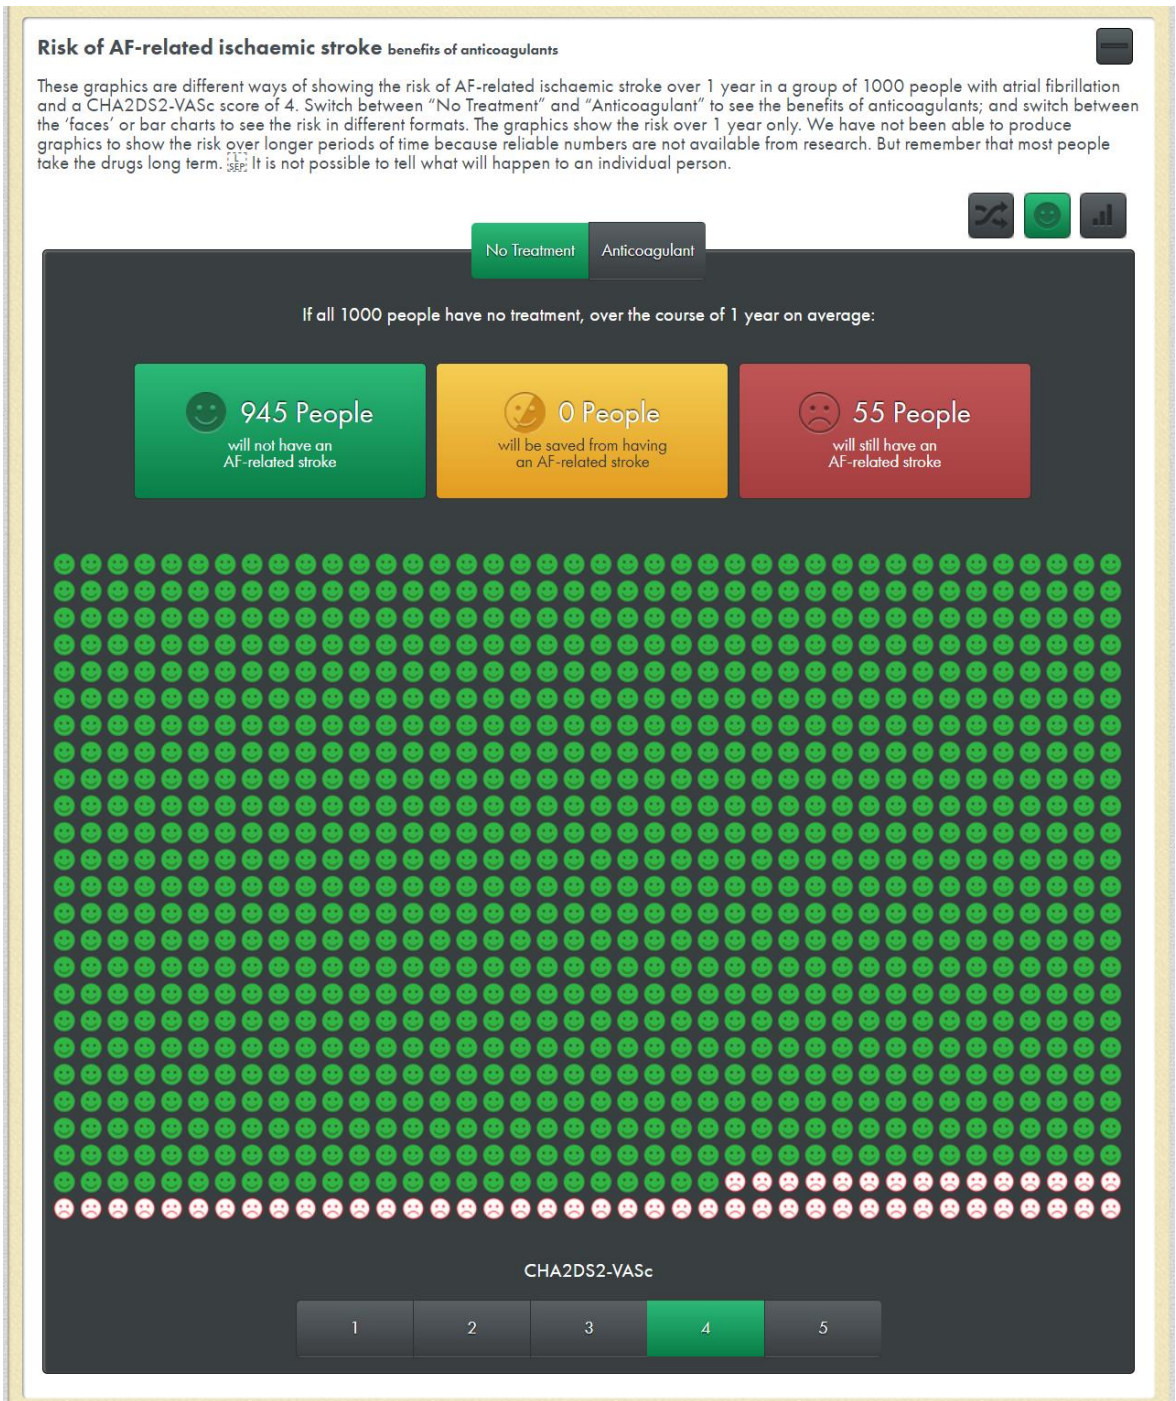 Risk of AF-related ischaemic stroke benefits of anticoagulants
These graphics are different ways of showing the risk of AF-related ischaemic stroke over 1 year in a group of 1000 people with atrial fibrillation
and a CHA2DS2-VASc score of 4. Switch between “No Treatment” and “Anticoagulant” to see the benefits of anticoagulants; and switch between
the ‘faces’ or bar charts to see the risk in different formats. The graphics show the risk over 1 year only. We have not been able to produce
graphics to show the risk over longer periods of time because reliable numbers are not available from research. But remember that most people
take the drugs long term. L SEP It is not possible to tell what will happen to an individual person.
No Treatment Anticoagulant
If all 1000 people have no treatment, over the course of 1 year on average:
945 People
will not have an
AF-related stroke
0 People
will be saved from having
an AF-related stroke
55 People
will still have an
AF-related stroke
CHA2DS2-VASc
1 2 3 4 5